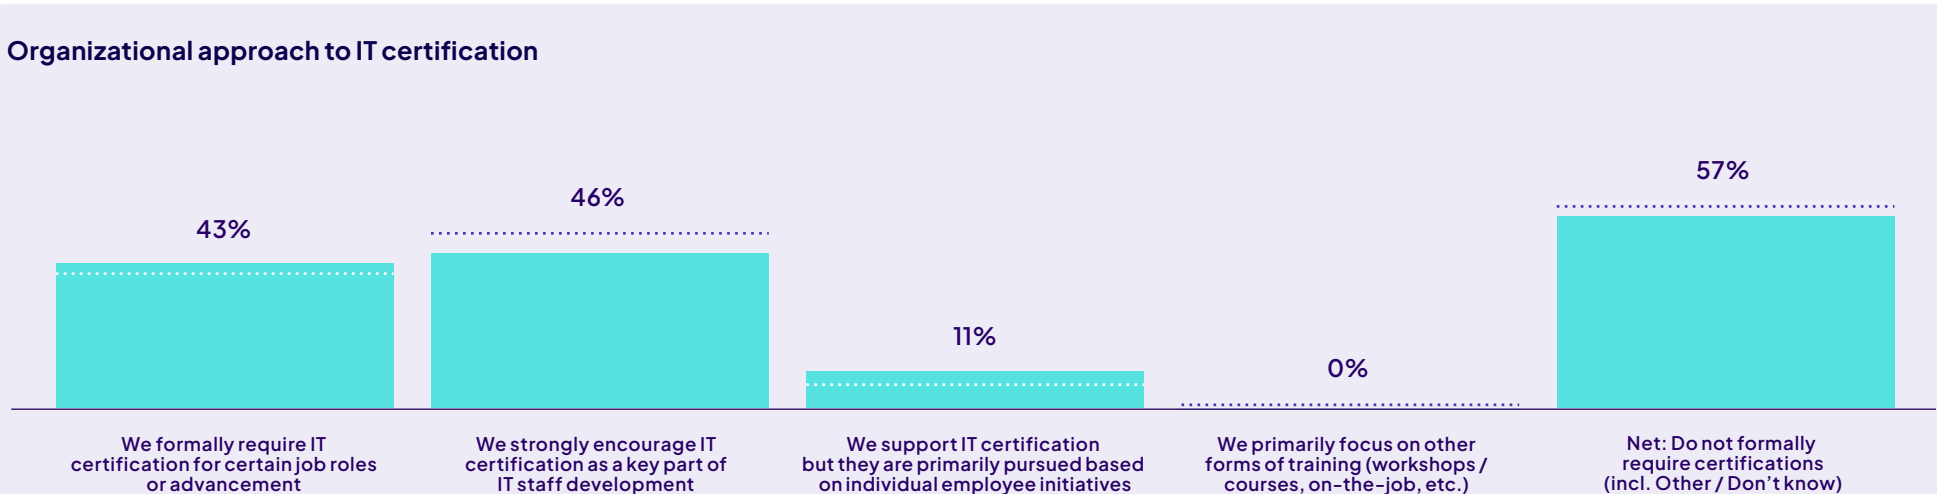 Organizational approach to IT certification
43%
46%
11%
0%
57%
We formally require IT
certification for certain job roles
or advancement
We strongly encourage IT
certification as a key part of
IT staff development
We support IT certification
but they are primarily pursued based
on individual employee initiatives
We primarily focus on other
forms of training (workshops /
courses, on-the-job, etc.)
Net: Do not formally
require certifications
(incl. Other / Don't know)